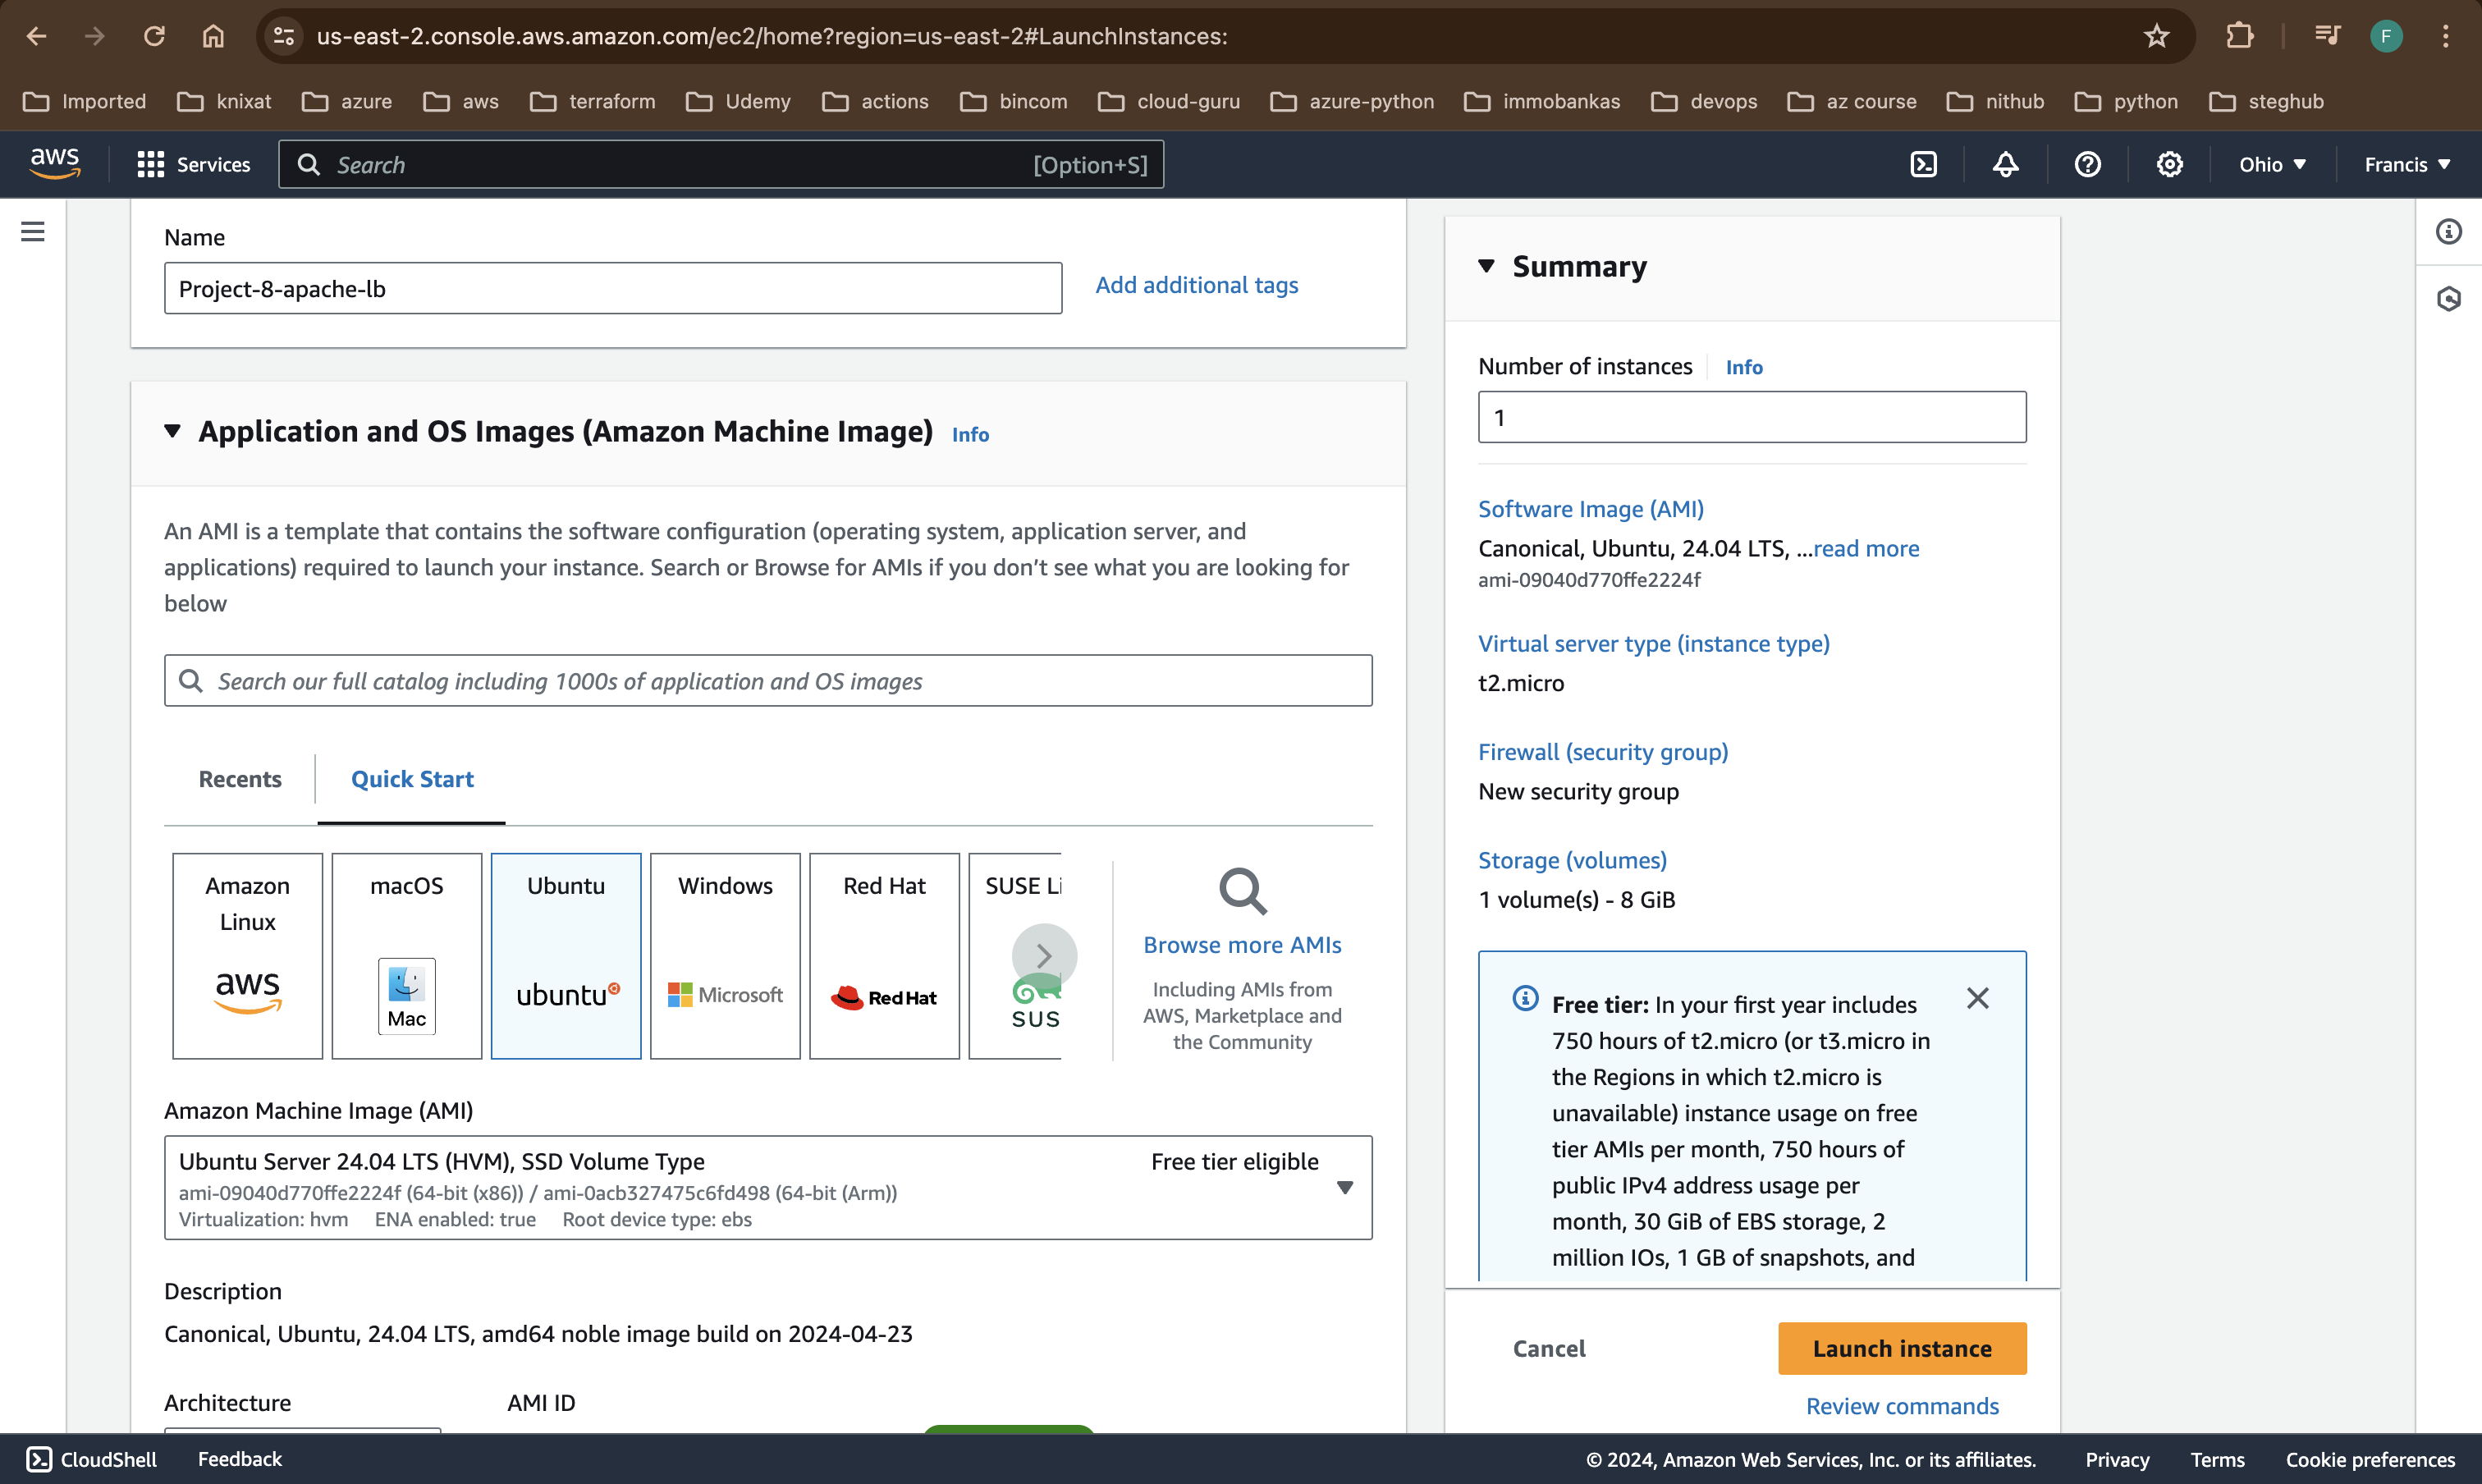 us-east-2.console.aws.amazon.com/ec2/home?region=us-east-2#LaunchInstances:
F
Imported
knixat
azure
aws
terraform
Udemy
actions
bincom
cloud-guru
azure-python
immobankas
devops
az course
nithub
python
steghub
aws
Services
Search
[Option+S]
Ohio
Francis
Name
Project-8-apache-lb
Add additional tags
Application and OS Images (Amazon Machine Image)
Info
An AMI is a template that contains the software configuration (operating system, application server, and
applications) required to launch your instance. Search or Browse for AMIs if you don’t see what you are looking for
below
Search our full catalog including 1000s of application and OS images
Recents
Quick Start
Amazon
Linux
aws
macOS
Mac
Ubuntu
ubuntu
Windows
Microsoft
Red Hat
Red Hat
SUSE Li
SUS
Browse more AMIs
Including AMIs from
AWS, Marketplace and
the Community
Amazon Machine Image (AMI)
Ubuntu Server 24.04 LTS (HVM), SSD Volume Type
Free tier eligible
ami-09040d770ffe2224f (64-bit (x86)) / ami-0acb327475c6fd498 (64-bit (Arm))
Virtualization: hvm
ENA enabled: true
Root device type: ebs
Description
Canonical, Ubuntu, 24.04 LTS, amd64 noble image build on 2024-04-23
Architecture
AMI ID
Summary
Number of instances
Info
1
Software Image (AMI)
Canonical, Ubuntu, 24.04 LTS, ...read more
ami-09040d770ffe2224f
Virtual server type (instance type)
t2.micro
Firewall (security group)
New security group
Storage (volumes)
1 volume(s) - 8 GiB
Free tier: In your first year includes
750 hours of t2.micro (or t3.micro in
the Regions in which t2.micro is
unavailable) instance usage on free
tier AMIs per month, 750 hours of
public IPv4 address usage per
month, 30 GiB of EBS storage, 2
million IOs, 1 GB of snapshots, and
Cancel
Launch instance
Review commands
CloudShell
Feedback
© 2024, Amazon Web Services, Inc. or its affiliates.
Privacy
Terms
Cookie preferences